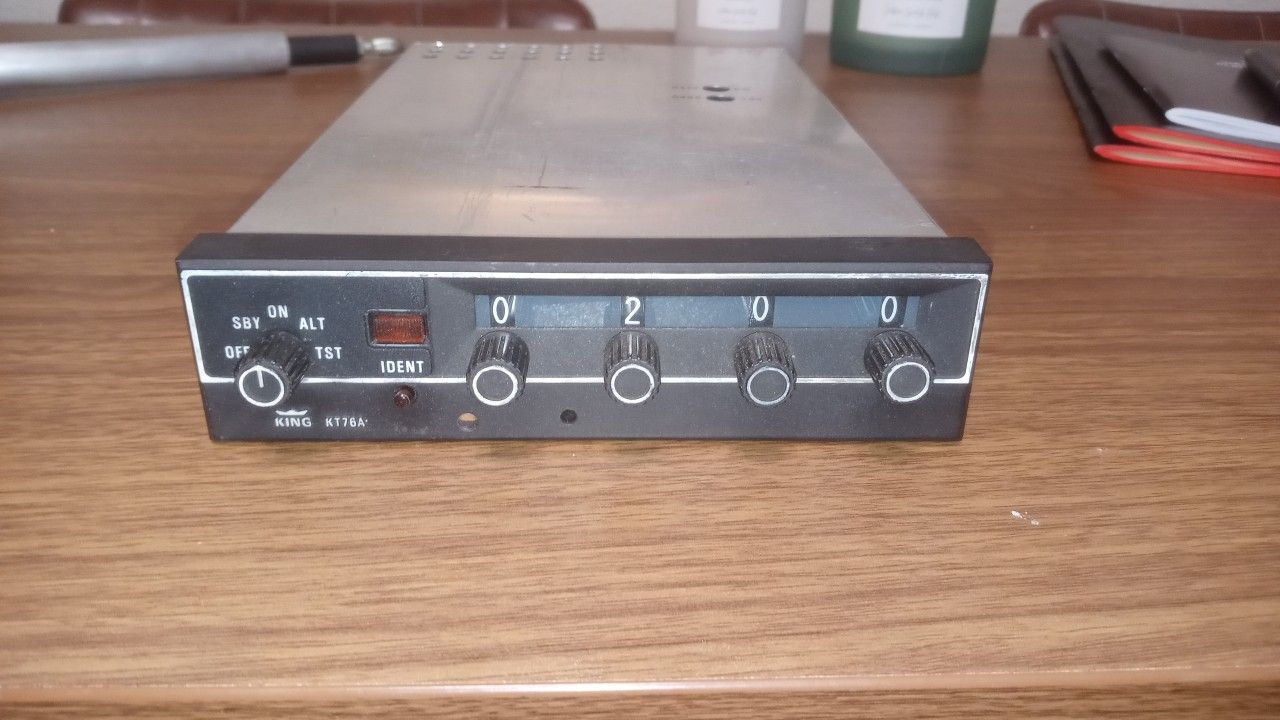 ON
SBY ALT
OFF TST
IDENT
0 2 0 0
KING KT76A